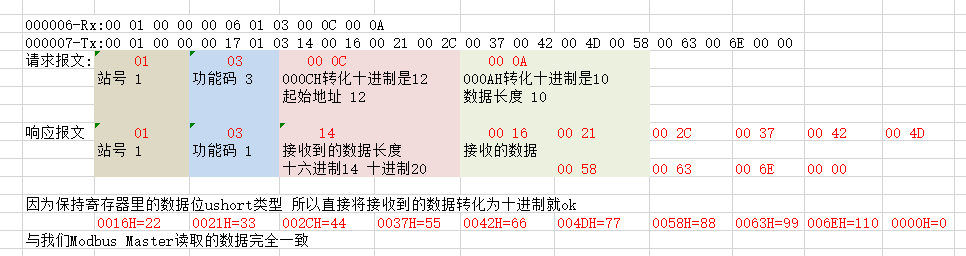 000006-Rx:00 01 00 00 00 06 01 03 00 0C 00 0A
000007-Tx:00 01 00 00 00 17 01 03 14 00 16 00 21 00 2C 00 37 00 42 00 4D 00 58 00 63 00 6E 00 00
请求报文: 01 03 00 0C 00 0A
站号 1 功能码 3 000CH转化十进制是12 000AH转化十进制是10
起始地址 12 数据长度 10
响应报文 01 03 14 00 16 00 21 00 2C 00 37 00 42 00 4D
站号 1 功能码 1 接收到的数据长度 接收的数据
十六进制14 十进制20 00 58 00 63 00 6E 00 00
因为保持寄存器里的数据位ushort类型 所以直接将接收到的数据转化为十进制就ok
0016H=22 0021H=33 002CH=44 0037H=55 0042H=66 004DH=77 0058H=88 0063H=99 006EH=110 0000H=0
与我们Modbus Master读取的数据完全一致